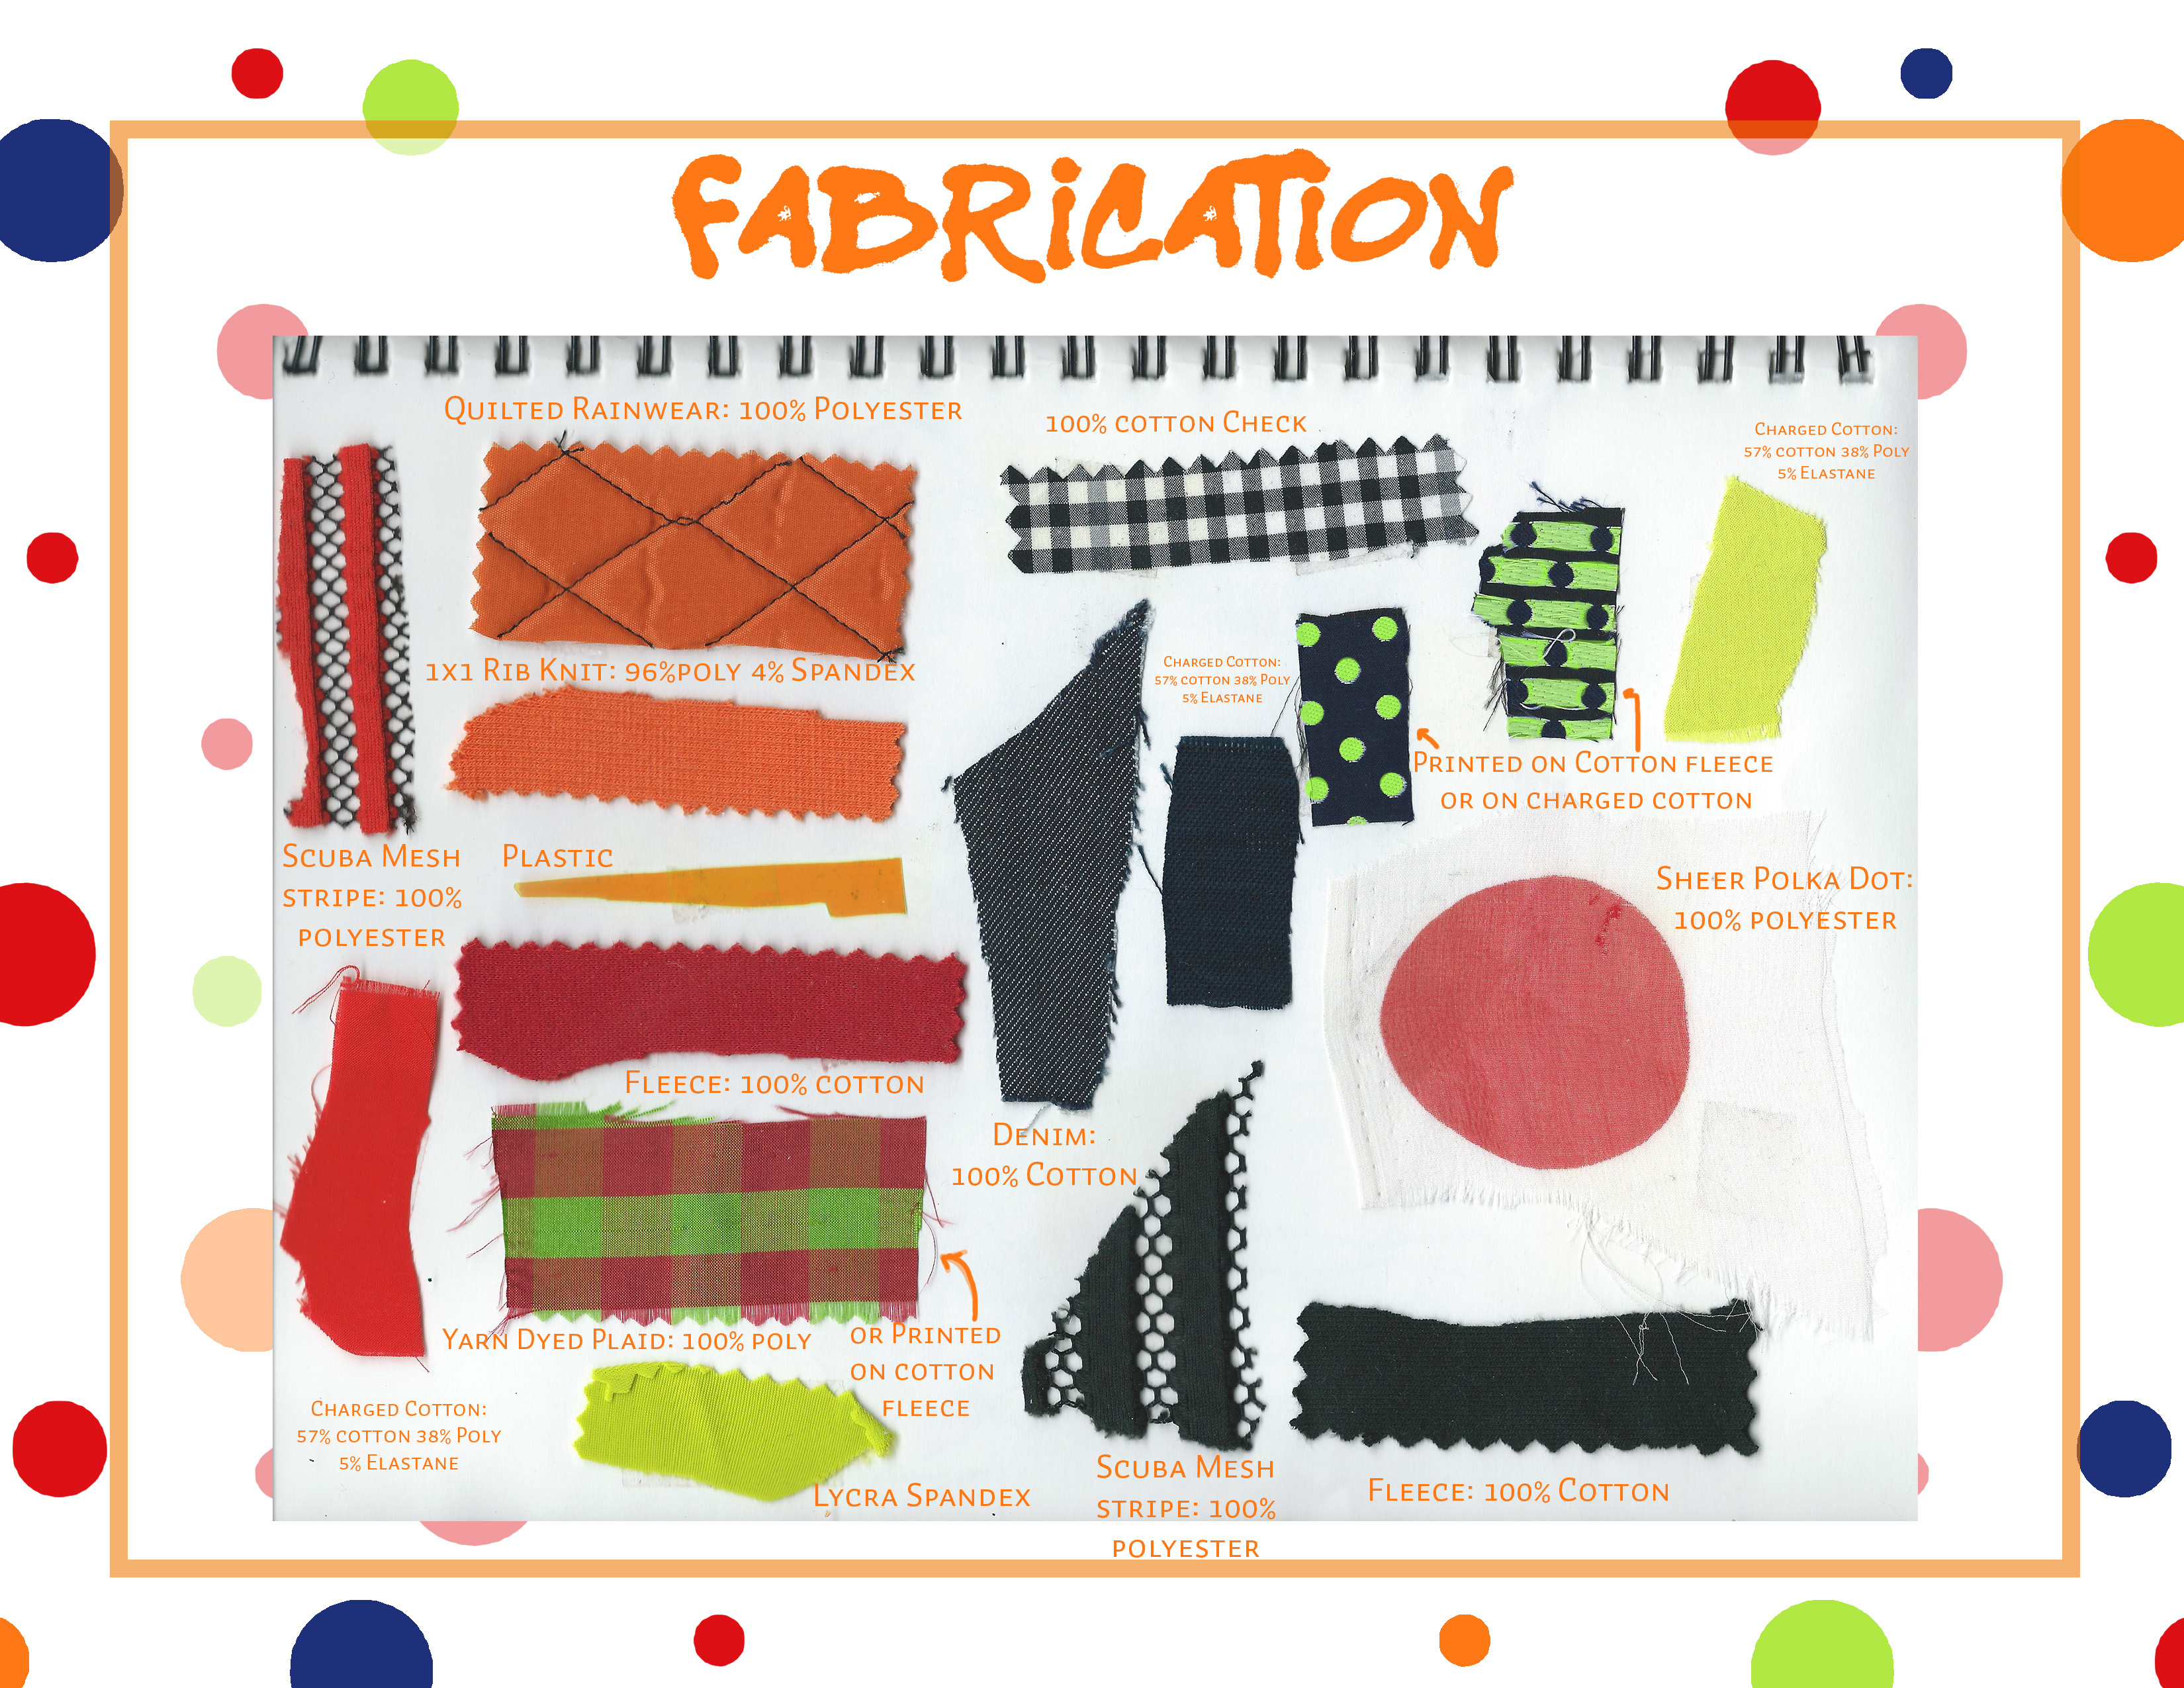 FABRiCATiON
Quilted Rainwear: 100% Polyester
100% cotton Check
Charged Cotton:
57% cotton 38% Poly
5% Elastane
1x1 Rib Knit: 96%poly 4% Spandex
Charged Cotton:
57% cotton 38% Poly
5% Elastane
Printed on Cotton fleece
or on charged cotton
Scuba Mesh
stripe: 100%
polyester
Plastic
Sheer Polka Dot:
100% polyester
Fleece: 100% cotton
Denim:
100% Cotton
Yarn Dyed Plaid: 100% poly
or Printed
on cotton
fleece
Charged Cotton:
57% cotton 38% Poly
5% Elastane
Lycra Spandex
Scuba Mesh
stripe: 100%
polyester
Fleece: 100% Cotton